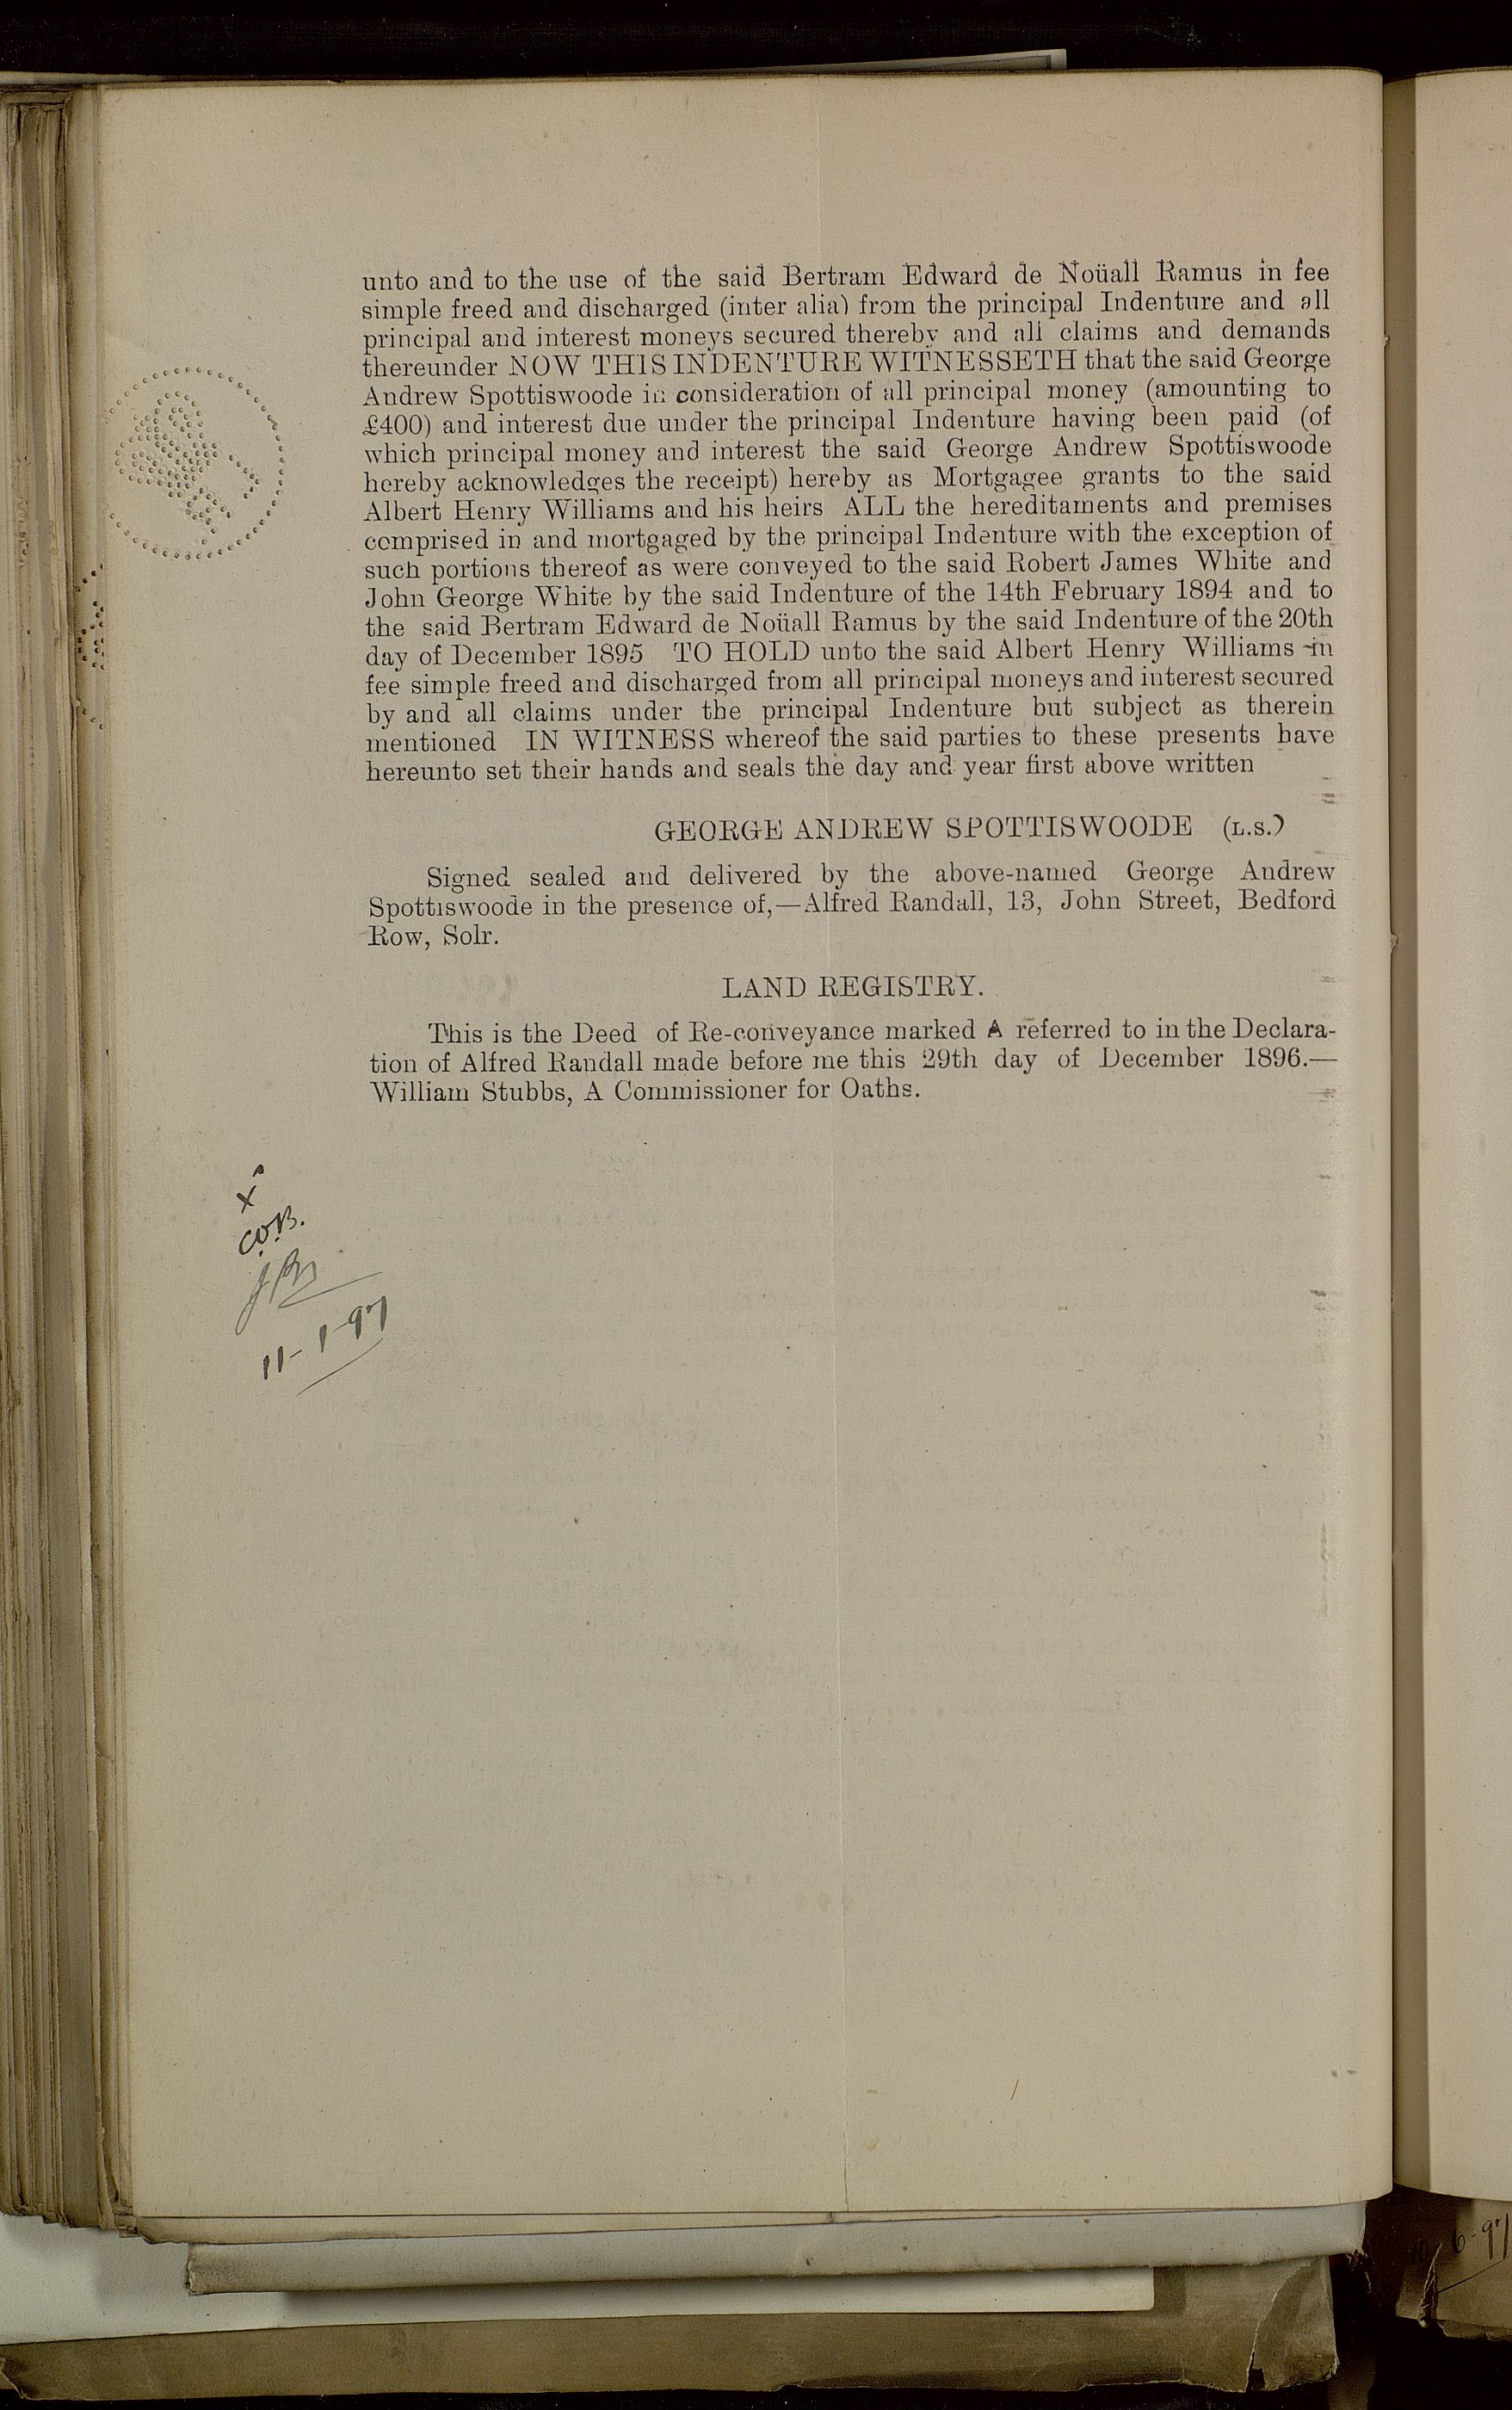 unto and to the use of the said Bertram Edward de Noüall Ramus in fee
simple freed and discharged (inter alia) from the principal Indenture and all
principal and interest moneys secured thereby and all claims and demands
thereunder NOW THIS INDENTURE WITNESSETH that the said George
Andrew Spottiswoode in consideration of all principal money (amounting to
£400) and interest due under the principal Indenture having been paid (of
which principal money and interest the said George Andrew Spottiswoode
hereby acknowledges the receipt) hereby as Mortgagee grants to the said
Albert Henry Williams and his heirs ALL the hereditaments and premises
comprised in and mortgaged by the principal Indenture with the exception of
such portions thereof as were conveyed to the said Robert James White and
John George White by the said Indenture of the 14th February 1894 and to
the said Bertram Edward de Noüall Ramus by the said Indenture of the 20th
day of December 1895 TO HOLD unto the said Albert Henry Williams in
fee simple freed and discharged from all principal moneys and interest secured
by and all claims under the principal Indenture but subject as therein
mentioned IN WITNESS whereof the said parties to these presents have
hereunto set their hands and seals the day and year first above written
GEORGE ANDREW SPOTTISWOODE (L.S.)
Signed sealed and delivered by the above-named George Andrew
Spottiswoode in the presence of,—Alfred Randall, 13, John Street, Bedford
Row, Solr.
LAND REGISTRY.
This is the Deed of Re-conveyance marked A referred to in the Declara-
tion of Alfred Randall made before me this 29th day of December 1896.—
William Stubbs, A Commissioner for Oaths.
x
C.O.B.
11-1-97
6-97